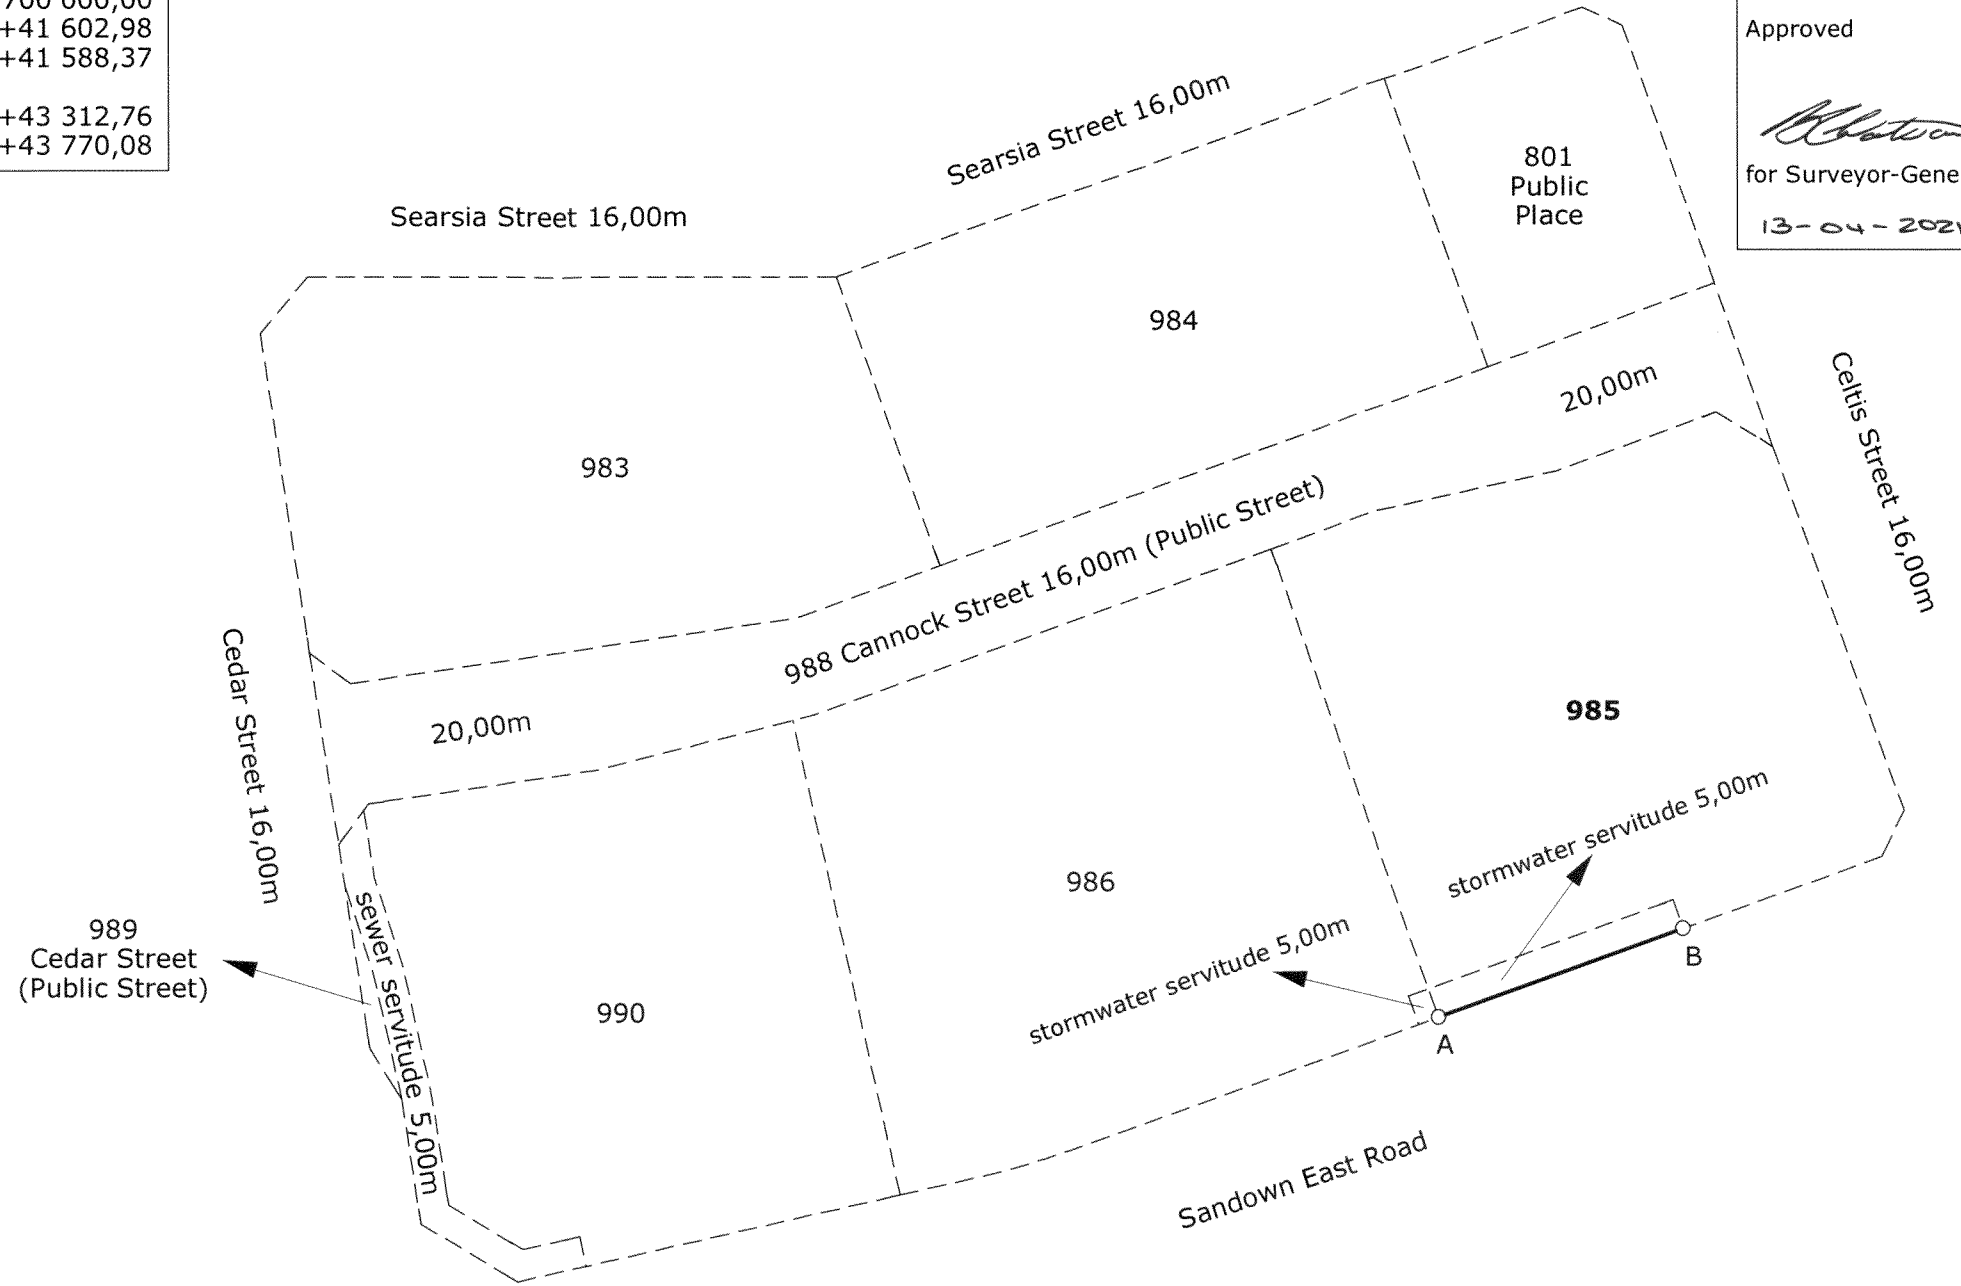 +41 602,98
+41 588,37
+43 312,76
+43 770,08
Approved
for Surveyor-Gene
13-04-202
Searsia Street 16,00m
Searsia Street 16,00m
801
Public
Place
984
983
20,00m
Celtis Street 16,00m
988 Cannock Street 16,00m (Public Street)
Cedar Street 16,00m
20,00m
985
986
stormwater servitude 5,00m
stormwater servitude 5,00m
989
Cedar Street
(Public Street)
sewer servitude 5,00m
990
A
B
Sandown East Road